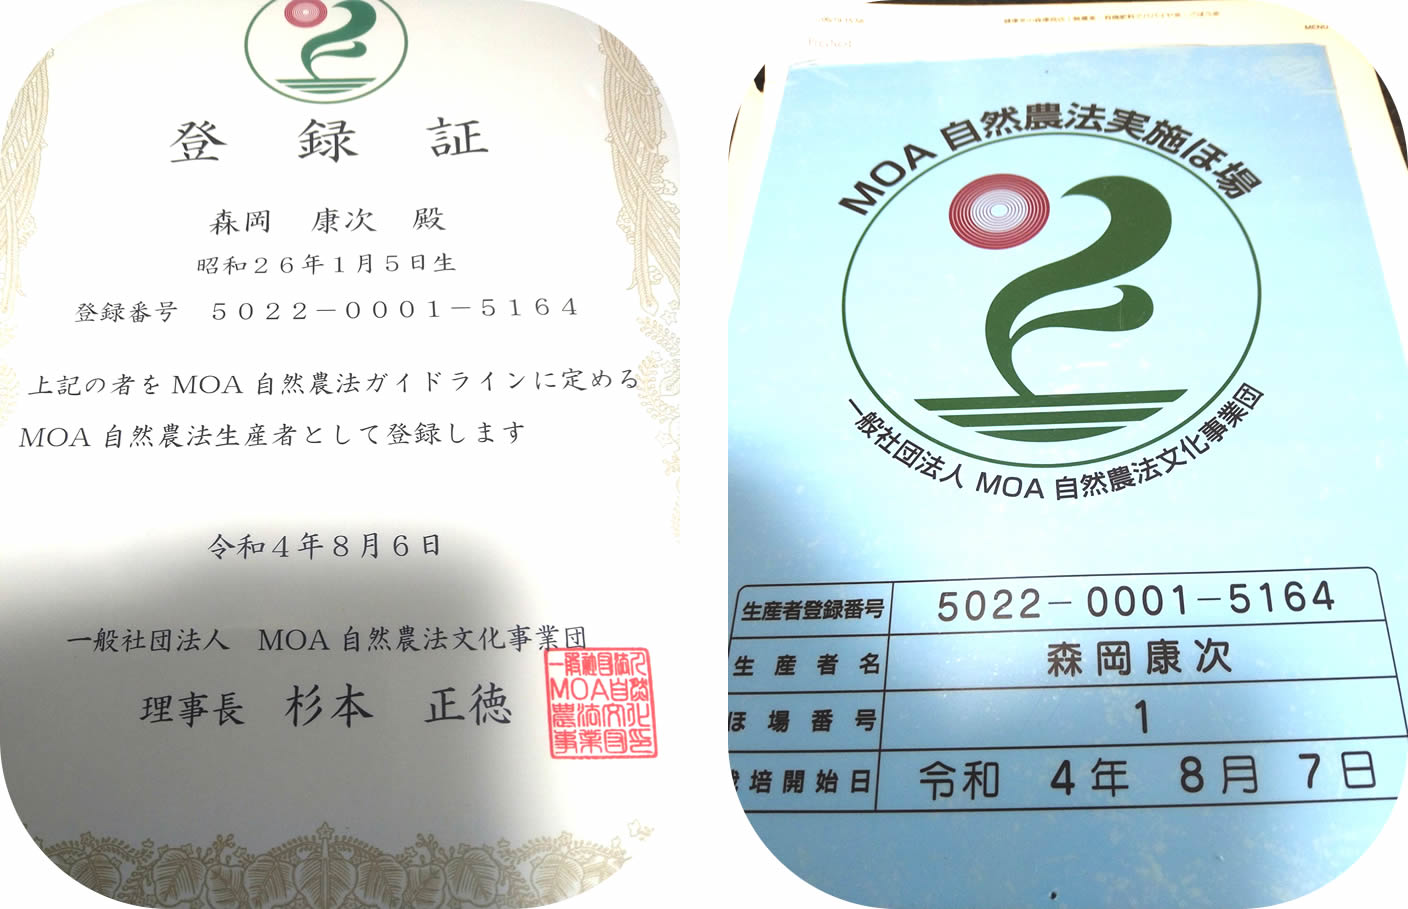 登録証
森岡 康次 殿
昭和26年1月5日生
登録番号 5022-0001-5164
上記の者をMOA自然農法ガイドラインに定める
MOA自然農法生産者として登録します
令和4年8月6日
一般社団法人 MOA自然農法文化事業団
理事長 杉本 正徳
MENU
MOA 自然農法実施ほ場
一般社団法人 MOA 自然農法文化事業団
生産者登録番号 5022-0001-5164
生産者名 森岡康次
ほ場番号 1
培開始日 令和 4年 8月 7日